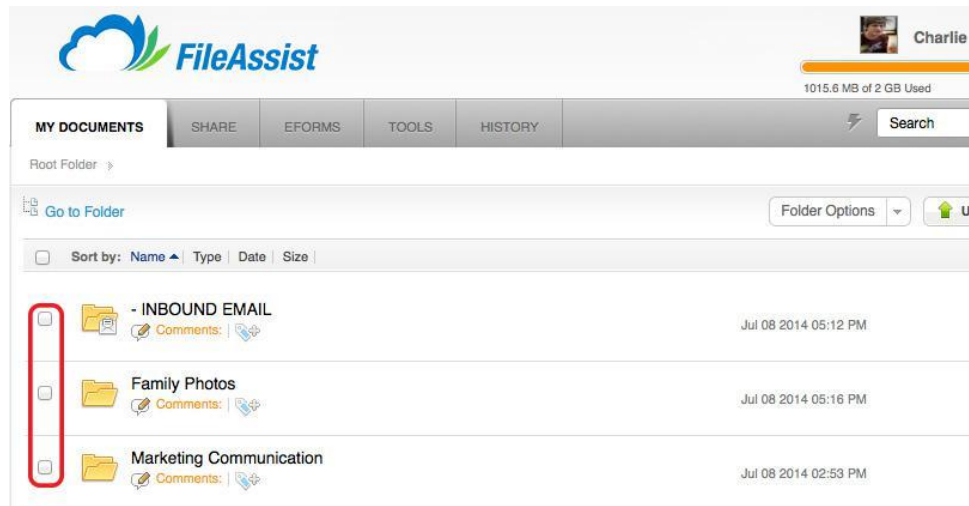 FileAssist
Charlie
1015.6 MB of 2 GB Used
MY DOCUMENTS SHARE EFORMS TOOLS HISTORY Search
Root Folder
Go to Folder Folder Options U
Sort by: Name Type Date Size
- INBOUND EMAIL
Comments:
Jul 08 2014 05:12 PM
Family Photos
Comments:
Jul 08 2014 05:16 PM
Marketing Communication
Comments:
Jul 08 2014 02:53 PM